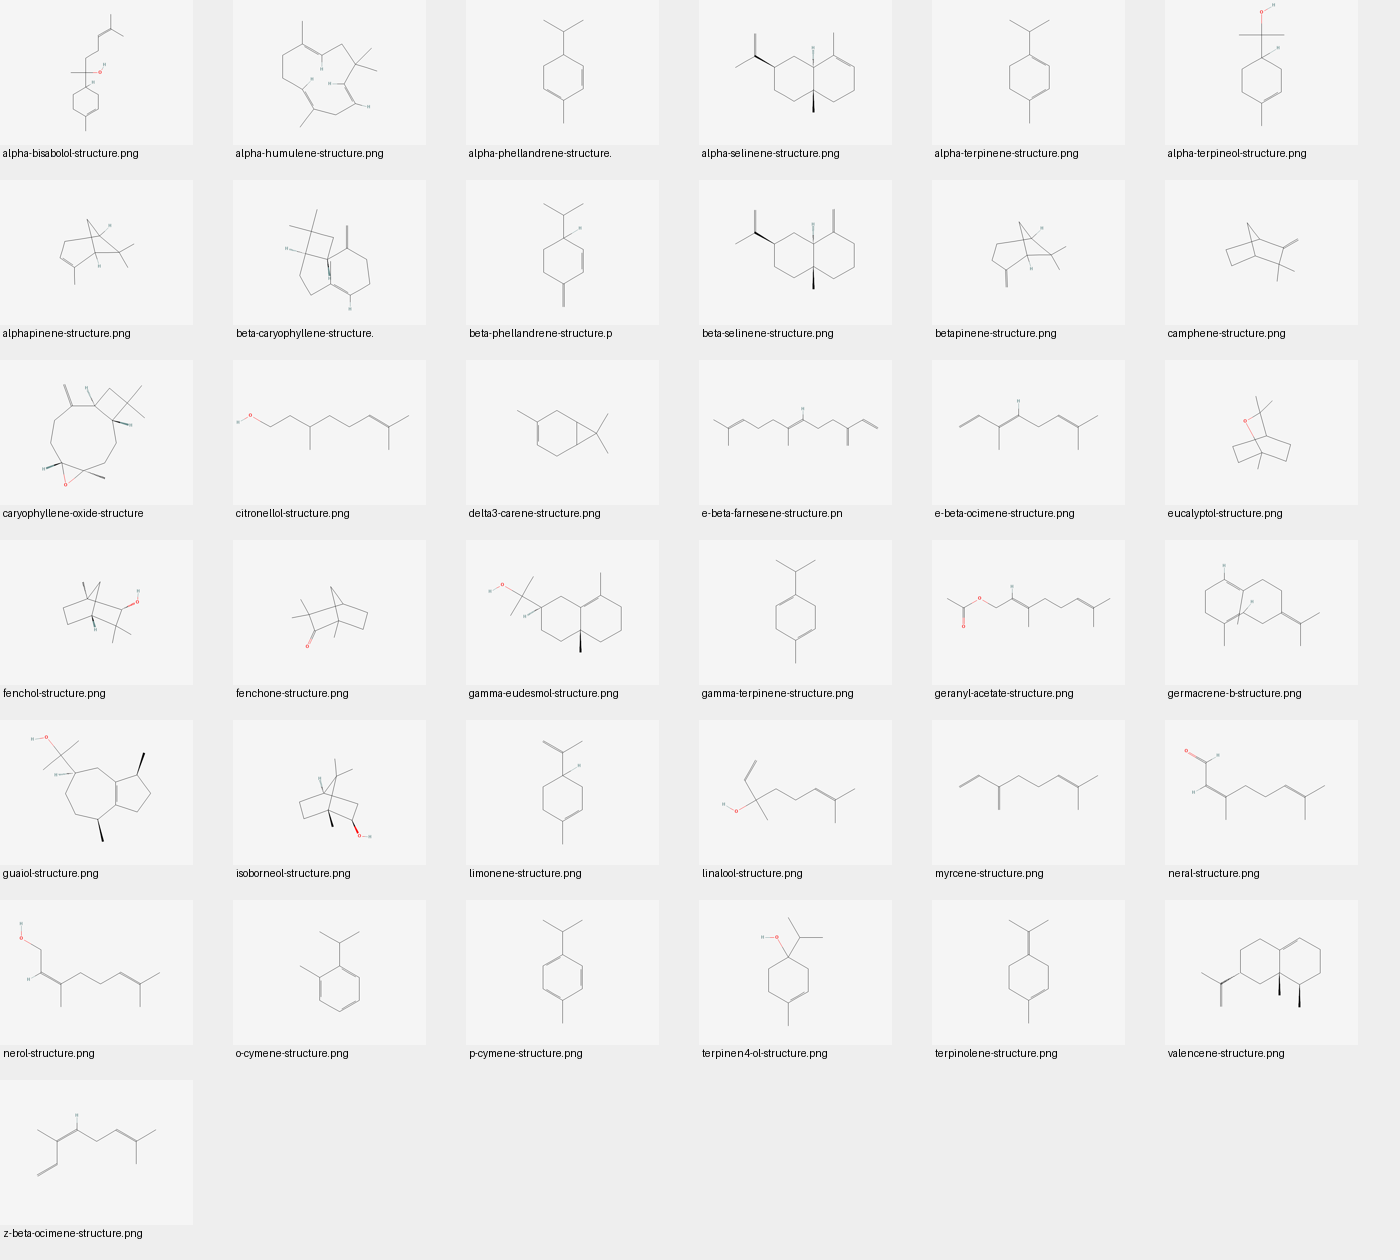 alpha-bisabolol-structure.png
alpha-humulene-structure.png
alpha-phellandrene-structure.
alpha-selinene-structure.png
alpha-terpinene-structure.png
alpha-terpineol-structure.png
alphapinene-structure.png
beta-caryophyllene-structure.
beta-phellandrene-structure.p
beta-selinene-structure.png
betapinene-structure.png
camphene-structure.png
caryophyllene-oxide-structure
citronellol-structure.png
delta3-carene-structure.png
e-beta-farnesene-structure.pn
e-beta-ocimene-structure.png
eucalyptol-structure.png
fenchol-structure.png
fenchone-structure.png
gamma-eudesmol-structure.png
gamma-terpinene-structure.png
geranyl-acetate-structure.png
germacrene-b-structure.png
guaiol-structure.png
isoborneol-structure.png
limonene-structure.png
linalool-structure.png
myrcene-structure.png
neral-structure.png
nerol-structure.png
o-cymene-structure.png
p-cymene-structure.png
terpinen4-ol-structure.png
terpinolene-structure.png
valencene-structure.png
z-beta-ocimene-structure.png